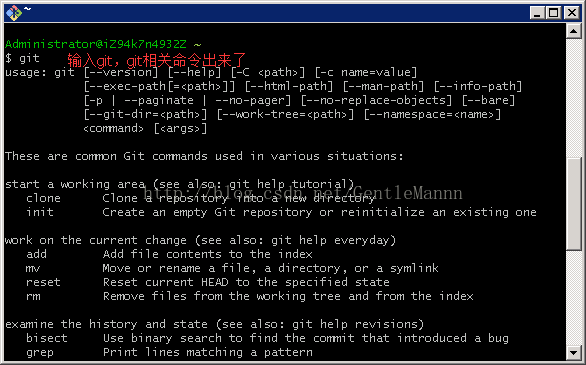 ~
Administrator@iZ94k7n4932Z ~
$ git 输入git，git相关命令出来了
usage: git [--version] [--help] [-C <path>] [-c name=value]
[--exec-path[=<path>]] [--html-path] [--man-path] [--info-path]
[-p | --paginate | --no-pager] [--no-replace-objects] [--bare]
[--git-dir=<path>] [--work-tree=<path>] [--namespace=<name>]
<command> [<args>]
These are common Git commands used in various situations:
http://blog.csdn.net/GentleMannn
start a working area (see also: git help tutorial)
clone Clone a repository into a new directory
init Create an empty Git repository or reinitialize an existing one
work on the current change (see also: git help everyday)
add Add file contents to the index
mv Move or rename a file, a directory, or a symlink
reset Reset current HEAD to the specified state
rm Remove files from the working tree and from the index
examine the history and state (see also: git help revisions)
bisect Use binary search to find the commit that introduced a bug
grep Print lines matching a pattern